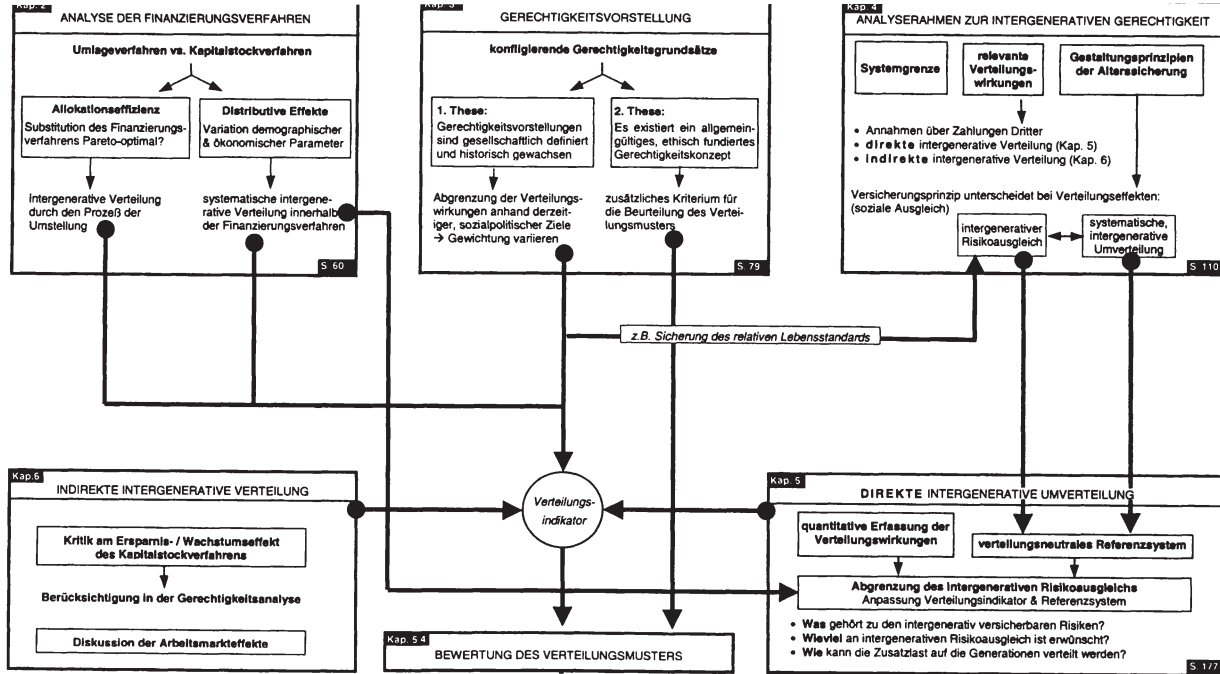 Kap. 2
ANALYSE DER FINANZIERUNGSVERFAHREN
Umlageverfahren vs. Kapitalstockverfahren
Allokationseffizienz
Substitution des Finanzierungs-
verfahrens Pareto-optimal?
Distributive Effekte
Variation demographischer
& ökonomischer Parameter
Intergenerative Verteilung
durch den Prozeß der
Umstellung
systematische intergene-
rative Verteilung innerhalb
der Finanzierungsverfahren
S. 60
Kap. 3
GERECHTIGKEITSVORSTELLUNG
konfligierende Gerechtigkeitsgrundsätze
1. These:
Gerechtigkeitsvorstellungen
sind gesellschaftlich definiert
und historisch gewachsen
2. These:
Es existiert ein allgemein-
gültiges, ethisch fundiertes
Gerechtigkeitskonzept
Abgrenzung der Verteilungs-
wirkungen anhand derzeit-
iger, sozialpolitischer Ziele
→ Gewichtung variieren
zusätzliches Kriterium für
die Beurteilung des Vertei-
lungsmusters
S. 79
Kap. 4
ANALYSERAHMEN ZUR INTERGENERATIVEN GERECHTIGKEIT
Systemgrenze
relevante
Verteilungs-
wirkungen
Gestaltungsprinzipien
der Alterssicherung
• Annahmen über Zahlungen Dritter
• direkte intergenerative Verteilung (Kap. 5)
• indirekte intergenerative Verteilung (Kap. 6)
Versicherungsprinzip unterscheidet bei Verteilungseffekten:
(soziale Ausgleich)
intergenerativer
Risikoausgleich
systematische,
intergenerative
Umverteilung
S. 110
z.B. Sicherung des relativen Lebensstandards
Kap.6
INDIREKTE INTERGENERATIVE VERTEILUNG
Kritik am Ersparnis- / Wachstumseffekt
des Kapitalstockverfahrens
Berücksichtigung in der Gerechtigkeitsanalyse
Diskussion der Arbeitsmarkteffekte
Verteilungs-
indikator
Kap. 5
DIREKTE INTERGENERATIVE UMVERTEILUNG
quantitative Erfassung der
Verteilungswirkungen
verteilungsneutrales Referenzsystem
Abgrenzung des intergenerativen Risikoausgleichs
Anpassung Verteilungsindikator & Referenzsystem
• Was gehört zu den intergenerativ versicherbaren Risiken?
• Wieviel an intergenerativen Risikoausgleich ist erwünscht?
• Wie kann die Zusatzlast auf die Generationen verteilt werden?
S. 177
Kap. 5 4
BEWERTUNG DES VERTEILUNGSMUSTERS